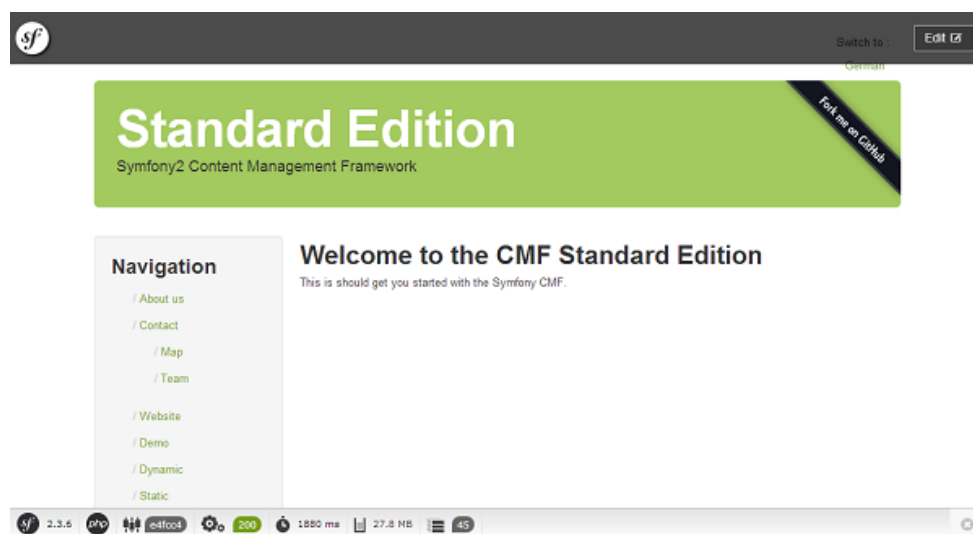 sf
Switch to :
Edit
German
Standard Edition
Symfony2 Content Management Framework
Fork me on GitHub
Navigation
/ About us
/ Contact
/ Map
/ Team
/ Website
/ Demo
/ Dynamic
/ Static
Welcome to the CMF Standard Edition
This is should get you started with the Symfony CMF.
sf 2.3.6 php e4fcc4 200 1880 ms 27.8 MB 45